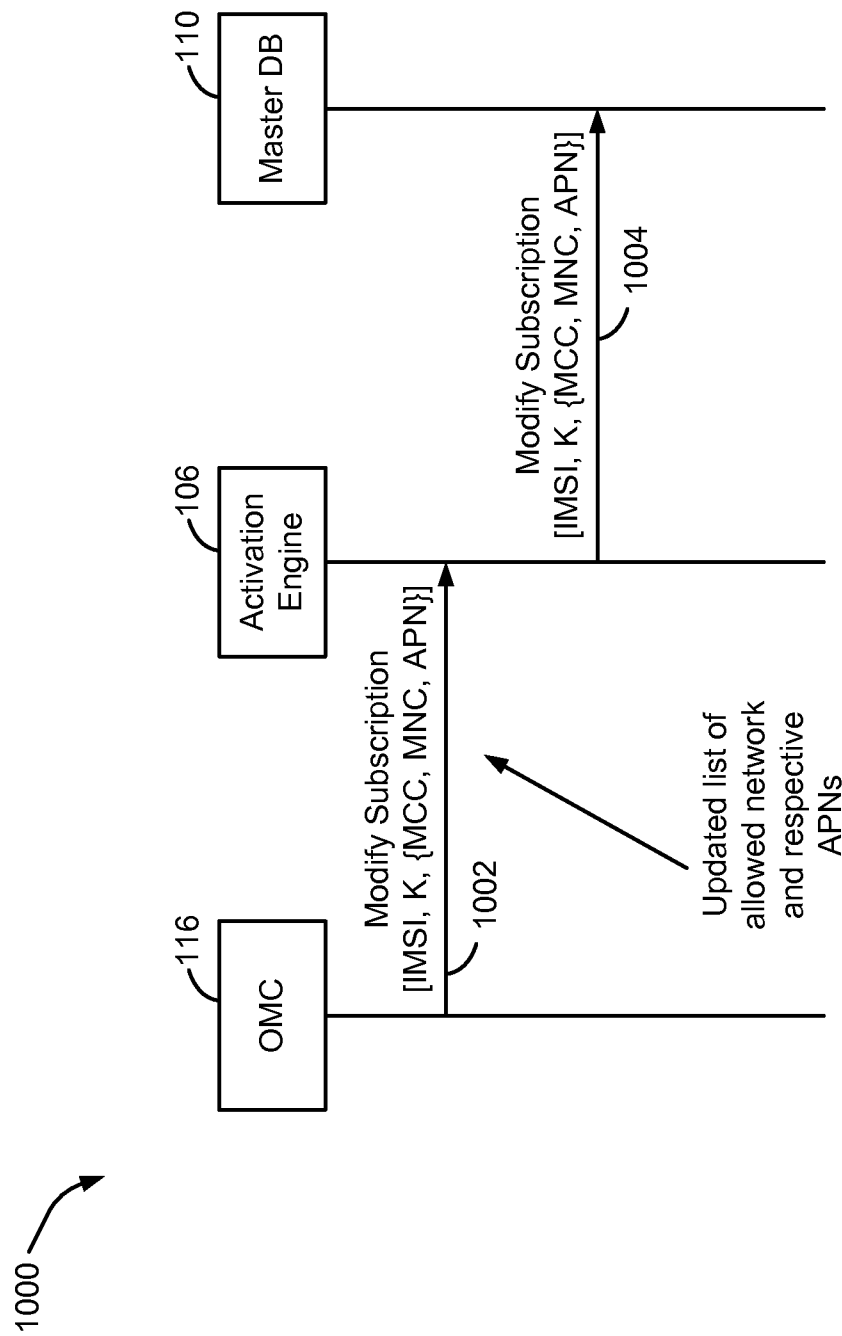 1000
116
OMC
106
Activation
Engine
110
Master DB
Modify Subscription
[IMSI, K, {MCC, MNC, APN}]
1002
Modify Subscription
[IMSI, K, {MCC, MNC, APN}]
1004
Updated list of
allowed network
and respective
APNs